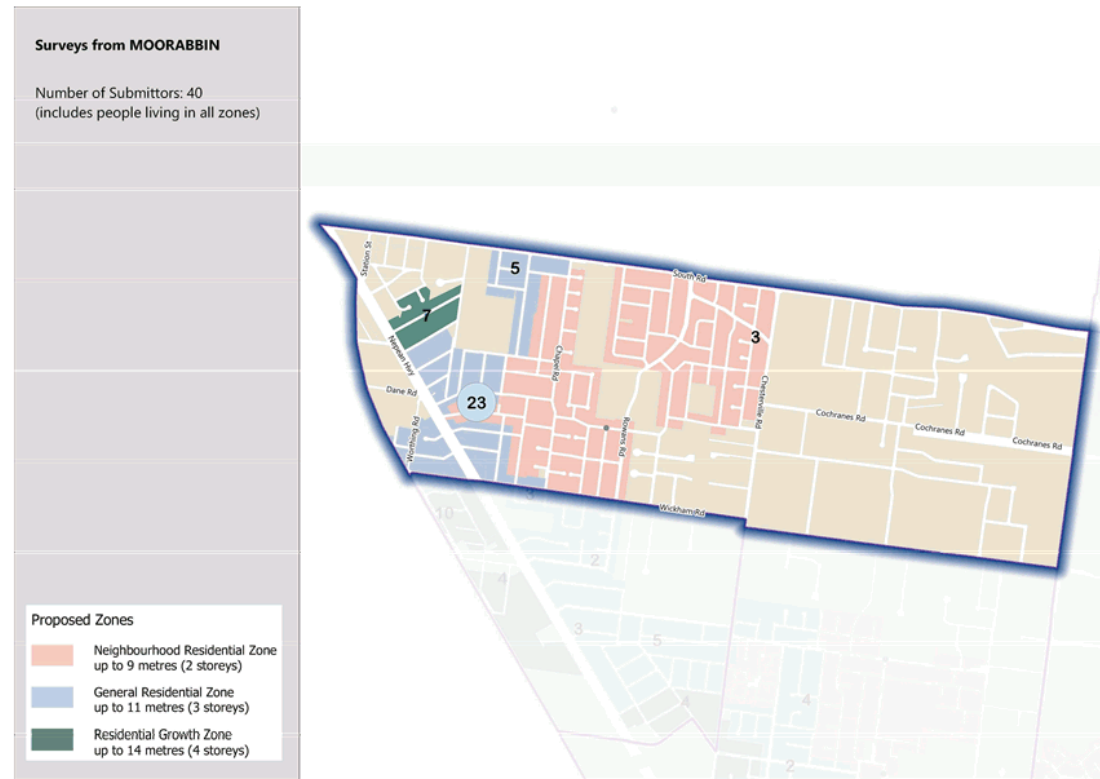 Surveys from MOORABBIN
Number of Submittors: 40
(includes people living in all zones)
Proposed Zones
Neighbourhood Residential Zone
up to 9 metres (2 storeys)
General Residential Zone
up to 11 metres (3 storeys)
Residential Growth Zone
up to 14 metres (4 storeys)
Station St
5
South Rd
7
3
Nepean Hwy
Chapel Rd
Chesterville Rd
Dane Rd
23
Cochranes Rd
Cochranes Rd
Cochranes Rd
Worthing Rd
Rowans Rd
3
Wickham Rd
10
2
4
3
5
4
4
2